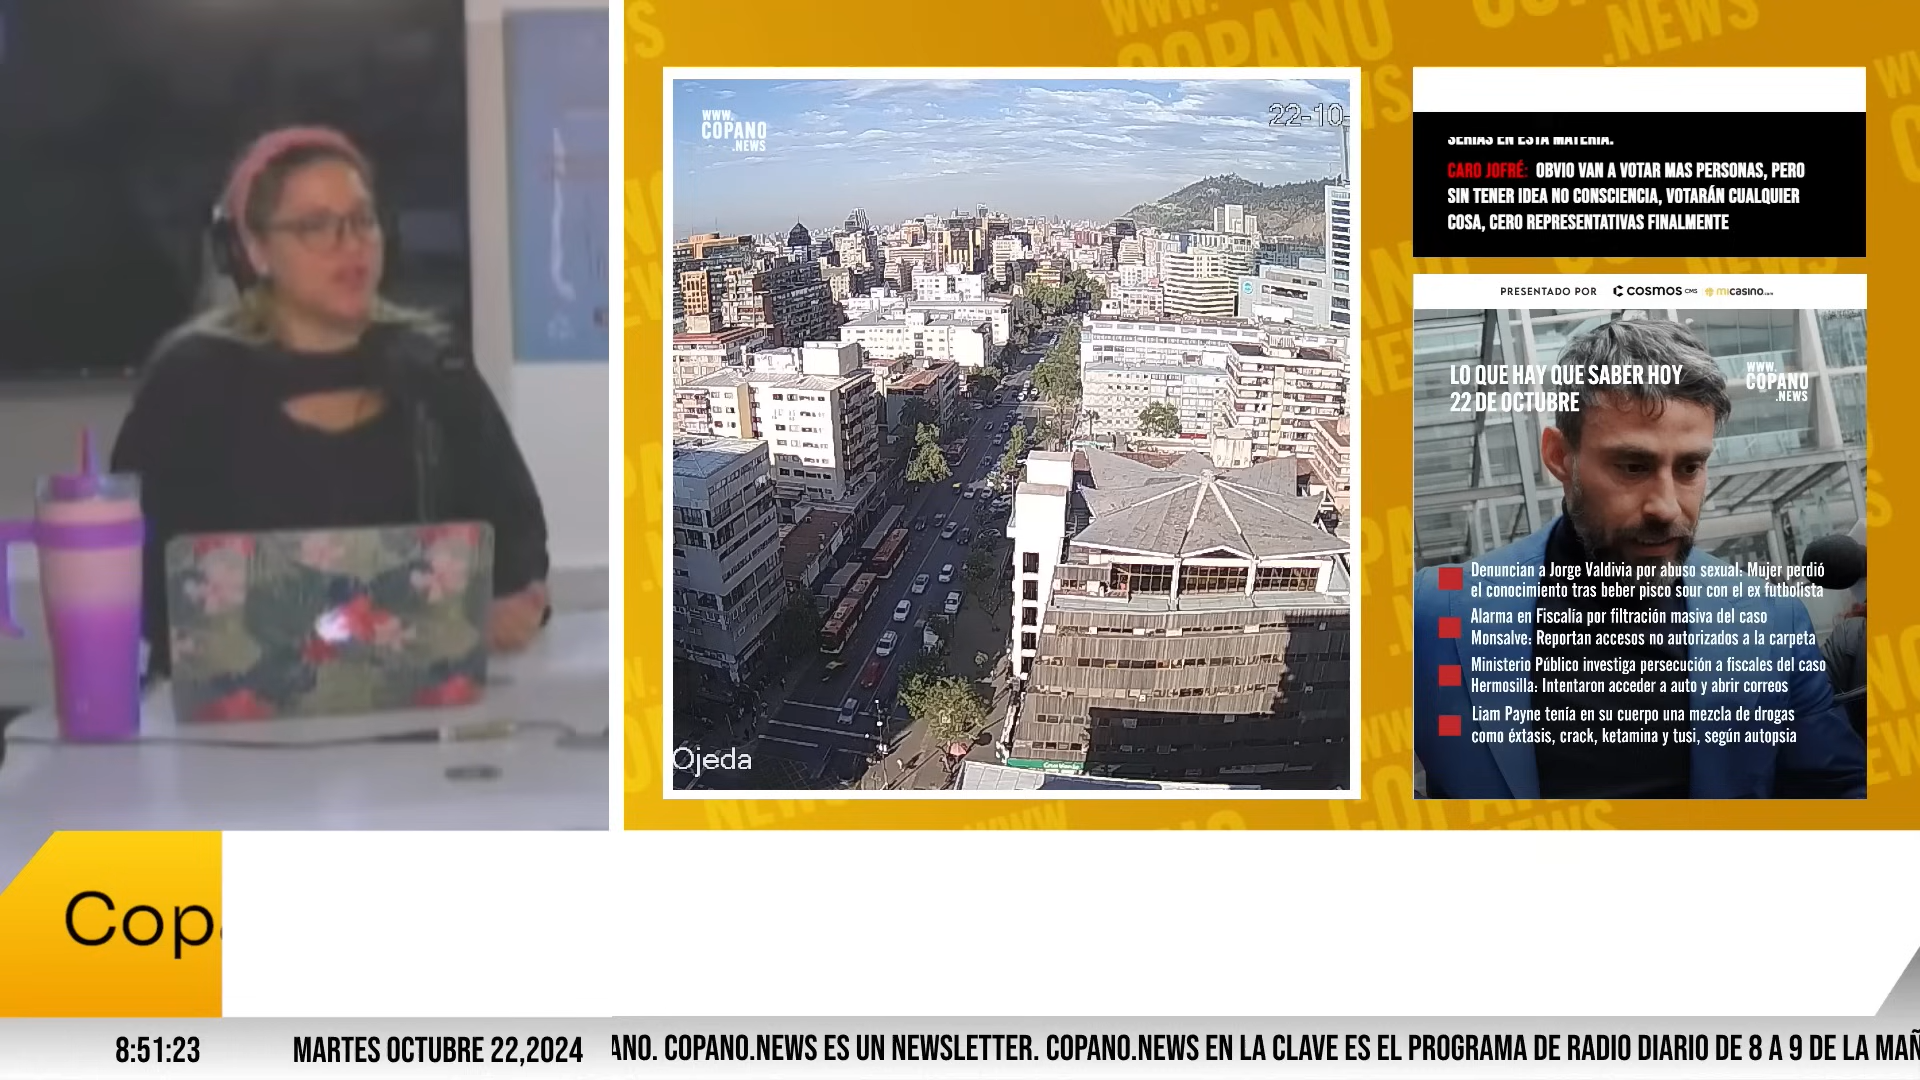 WWW.
COPANO
.NEWS
22-10-
Ojeda
SERIAS EN ESTA MATERIA.
CARO JOFRÉ: OBVIO VAN A VOTAR MAS PERSONAS, PERO
SIN TENER IDEA NO CONSCIENCIA, VOTARÁN CUALQUIER
COSA, CERO REPRESENTATIVAS FINALMENTE
PRESENTADO POR COSMOS CMS micasino.com
LO QUE HAY QUE SABER HOY
22 DE OCTUBRE
WWW.
COPANO
.NEWS
Denuncian a Jorge Valdivia por abuso sexual: Mujer perdió
el conocimiento tras beber pisco sour con el ex futbolista
Alarma en Fiscalía por filtración masiva del caso
Monsalve: Reportan accesos no autorizados a la carpeta
Ministerio Público investiga persecución a fiscales del caso
Hermosilla: Intentaron acceder a auto y abrir correos
Liam Payne tenía en su cuerpo una mezcla de drogas
como éxtasis, crack, ketamina y tusi, según autopsia
Cop
8:51:23 MARTES OCTUBRE 22,2024 ANO. COPANO.NEWS ES UN NEWSLETTER. COPANO.NEWS EN LA CLAVE ES EL PROGRAMA DE RADIO DIARIO DE 8 A 9 DE LA MAÑ